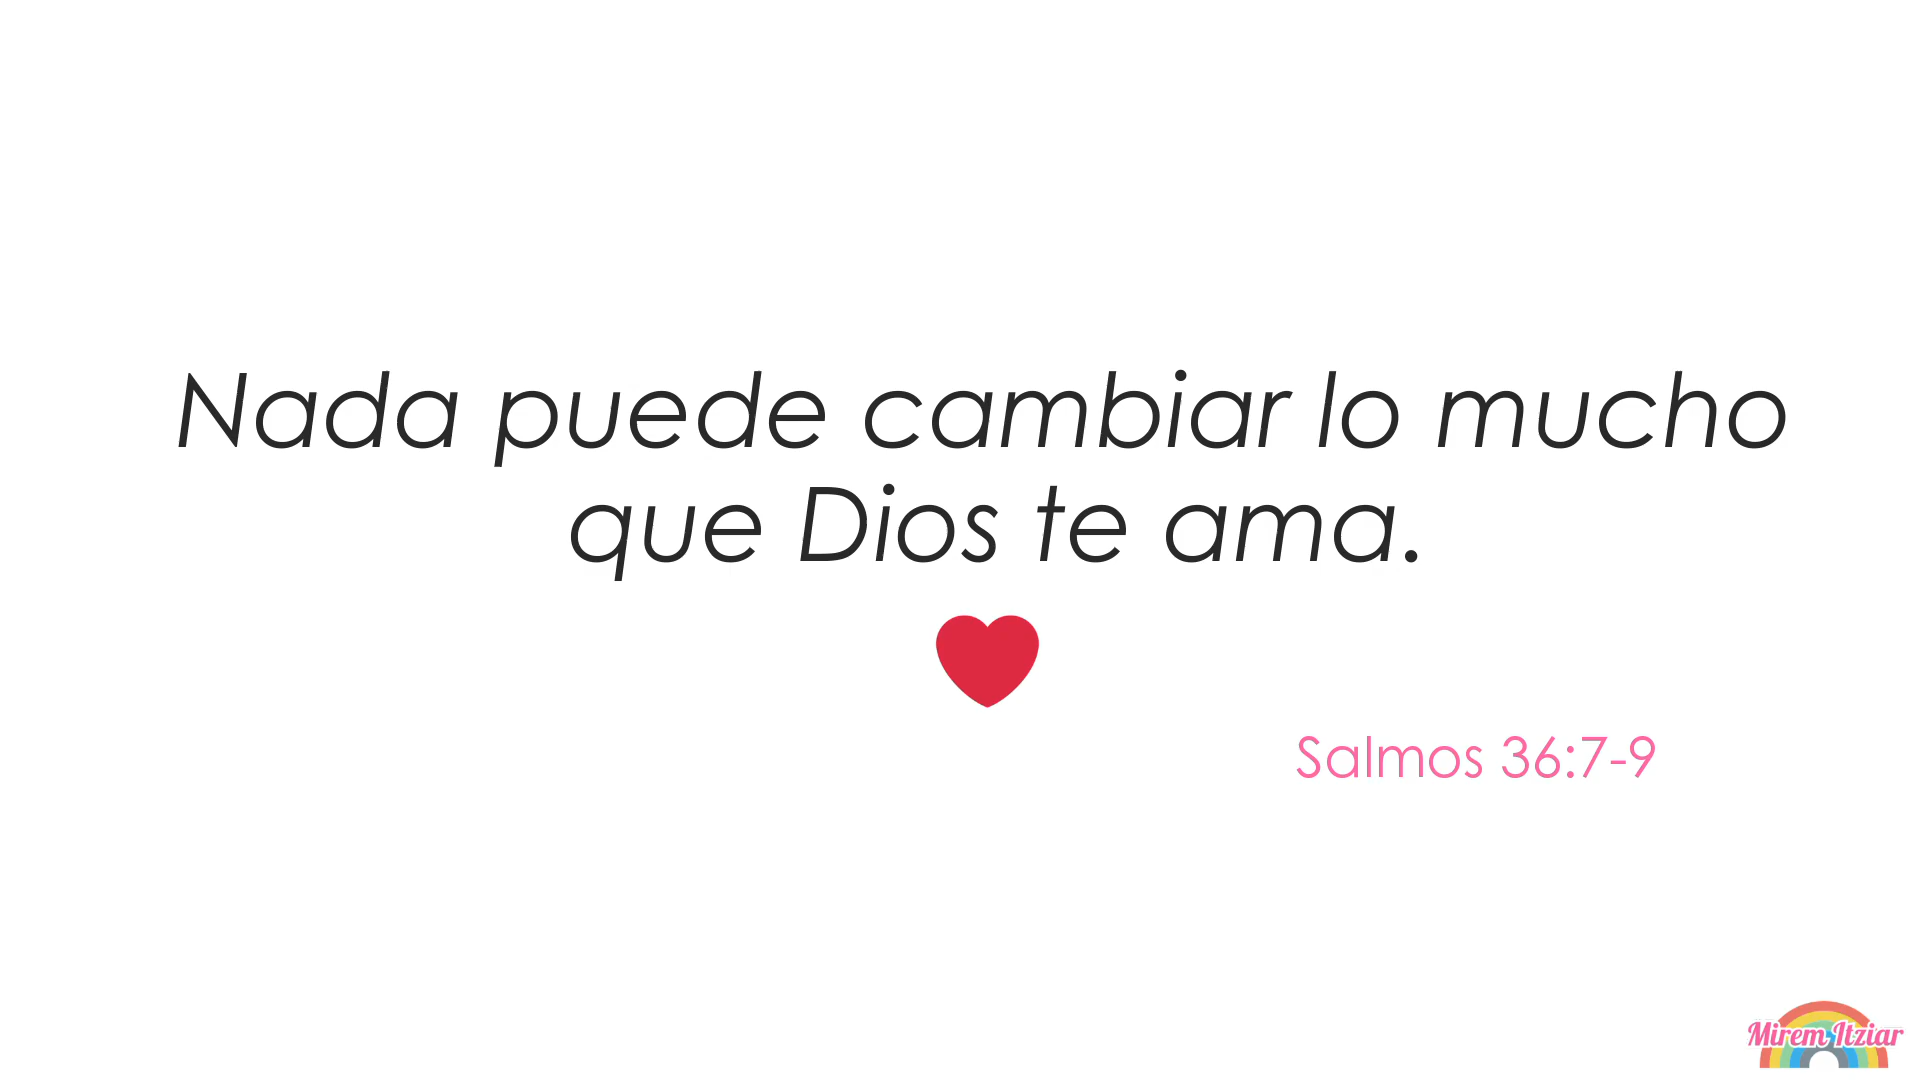 Nada puede cambiar lo mucho
que Dios te ama.
Salmos 36:7-9
Mirem Itziar